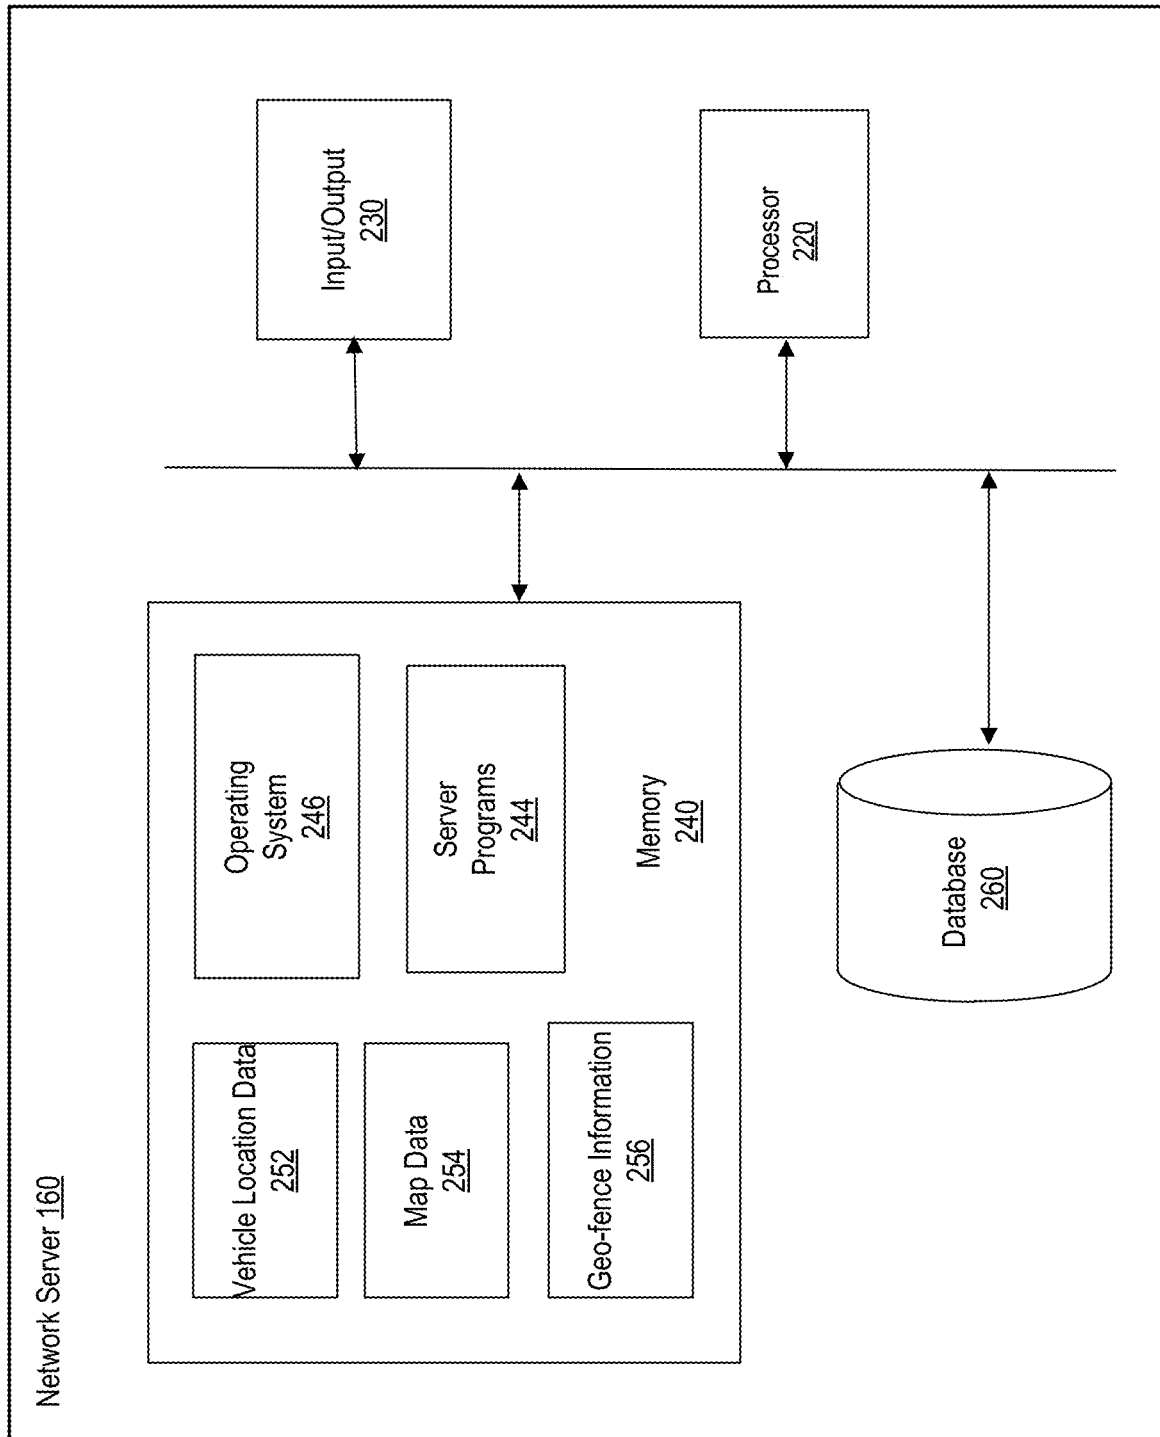 Network Server 160
Vehicle Location Data
252
Operating
System
246
Input/Output
230
Map Data
254
Server
Programs
244
Geo-fence Information
256
Memory
240
Processor
220
Database
260